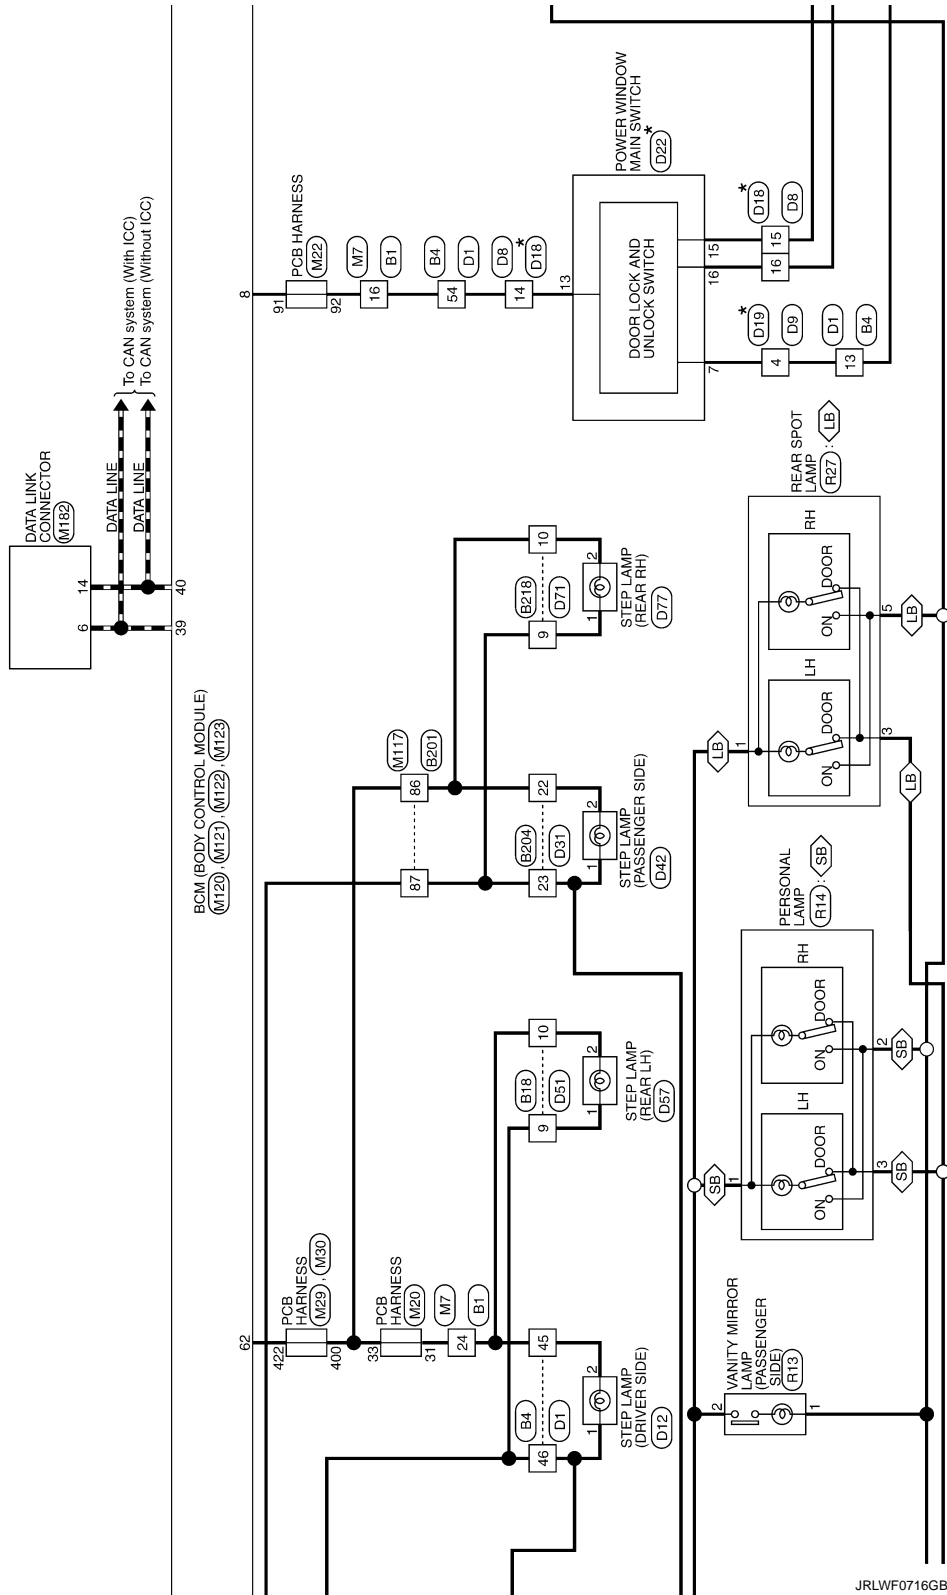 DATA LINK
CONNECTOR
M182
6
14
DATA LINE
DATA LINE
To CAN system (With ICC)
To CAN system (Without ICC)
39
40
BCM (BODY CONTROL MODULE)
M120 , M121 , M122 , M123
62
422
PCB
HARNESS
M29 , M30
400
33
PCB
HARNESS
M20
31
24
M7
B1
46
B4
D1
45
1
2
STEP LAMP
(DRIVER SIDE)
D12
9
B18
D51
10
1
2
STEP LAMP
(REAR LH)
D57
87
86
M117
B201
23
B204
D31
22
1
2
STEP LAMP
(PASSENGER SIDE)
D42
9
B218
D71
10
1
2
STEP LAMP
(REAR RH)
D77
8
91
PCB HARNESS
M22
92
16
M7
B1
54
B4
D1
14
D8
D18 *
13
POWER WINDOW
MAIN SWITCH
D22 *
DOOR LOCK AND
UNLOCK SWITCH
7
16
15
4
D19 *
D9
13
D1
B4
16
15
D18 *
D8
VANITY MIRROR
LAMP
(PASSENGER
SIDE)
R13
2
1
PERSONAL
LAMP
R14 : SB
SB
1
LH
RH
ON
DOOR
ON
DOOR
3
2
SB
SB
REAR SPOT
LAMP
R27 : LB
LB
1
LH
RH
ON
DOOR
ON
DOOR
3
5
LB
LB
JRLWF0716GB